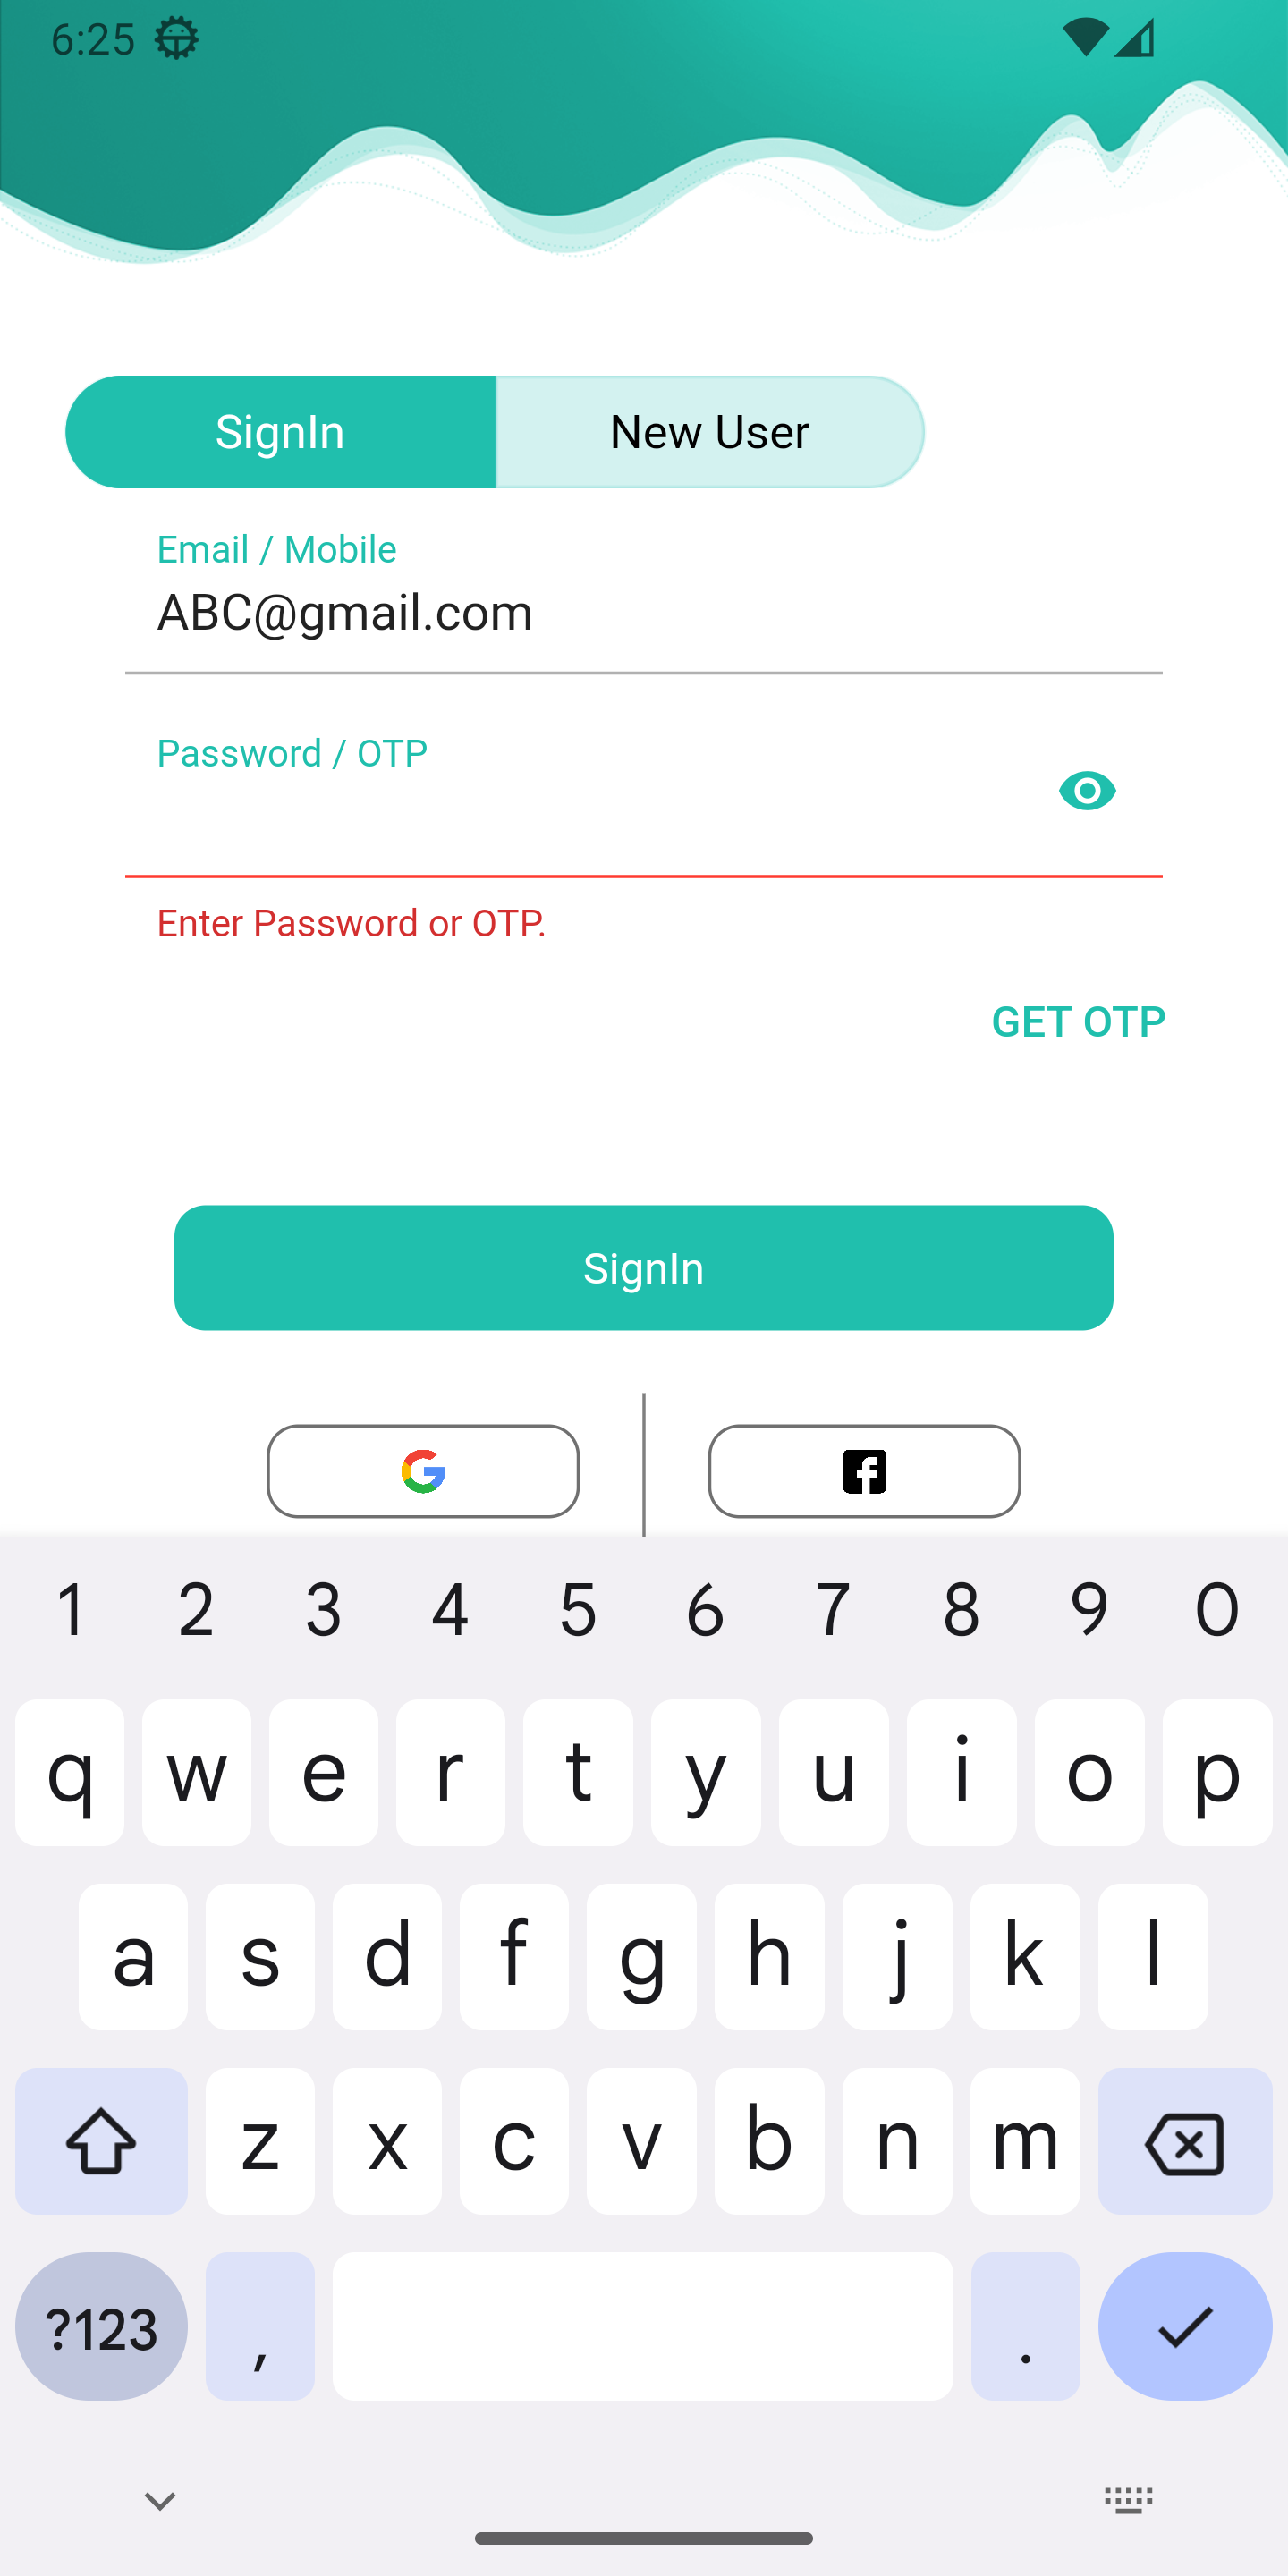 6:25
SignIn New User
Email / Mobile
ABC@gmail.com
Password / OTP
Enter Password or OTP.
GET OTP
SignIn
1 2 3 4 5 6 7 8 9 0
q w e r t y u i o p
a s d f g h j k l
z x c v b n m
?123 , .